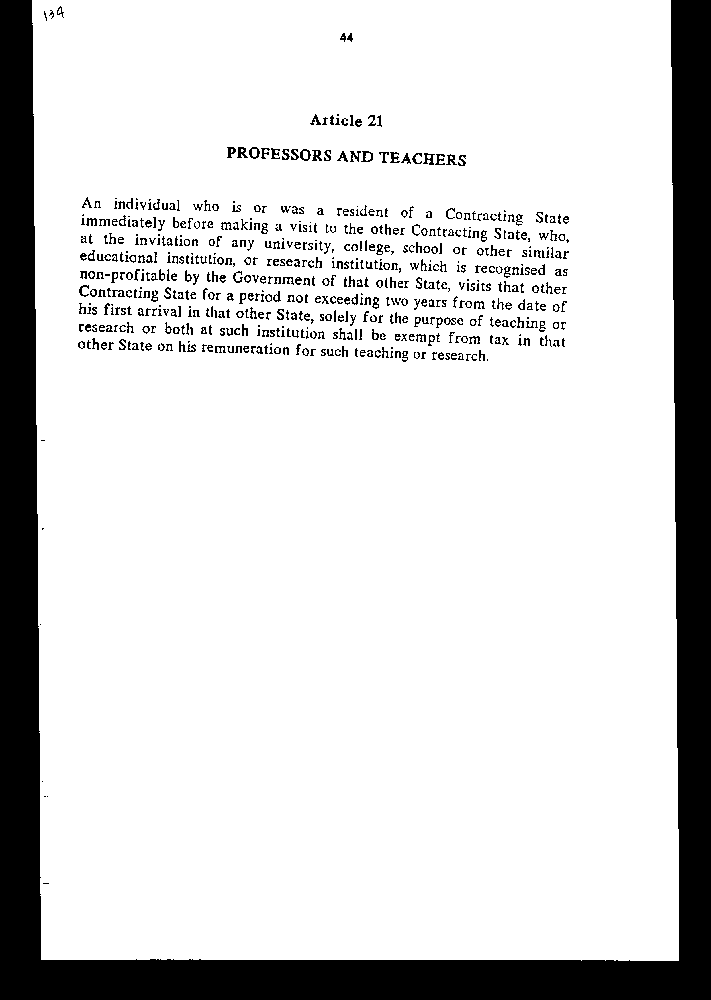 134
44
Article 21
PROFESSORS AND TEACHERS
An individual who is or was a resident of a Contracting State
immediately before making a visit to the other Contracting State, who,
at the invitation of any university, college, school or other similar
educational institution, or research institution, which is recognised as
non-profitable by the Government of that other State, visits that other
Contracting State for a period not exceeding two years from the date of
his first arrival in that other State, solely for the purpose of teaching or
research or both at such institution shall be exempt from tax in that
other State on his remuneration for such teaching or research.